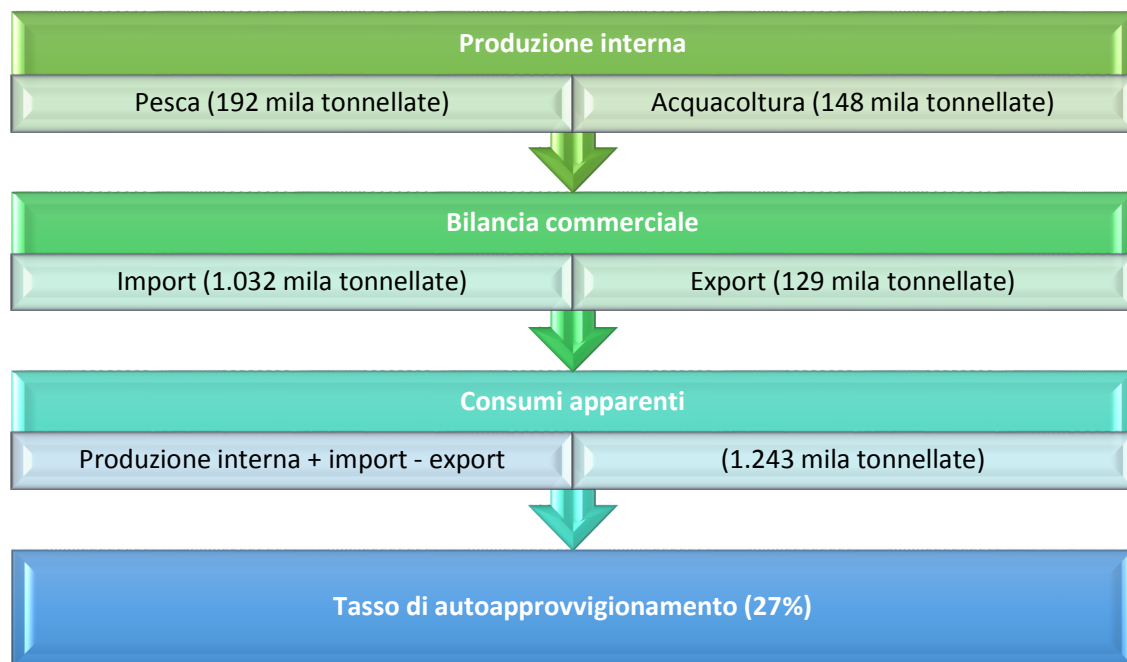 Produzione interna
Pesca (192 mila tonnellate)
Acquacoltura (148 mila tonnellate)
Bilancia commerciale
Import (1.032 mila tonnellate)
Export (129 mila tonnellate)
Consumi apparenti
Produzione interna + import - export
(1.243 mila tonnellate)
Tasso di autoapprovvigionamento (27%)